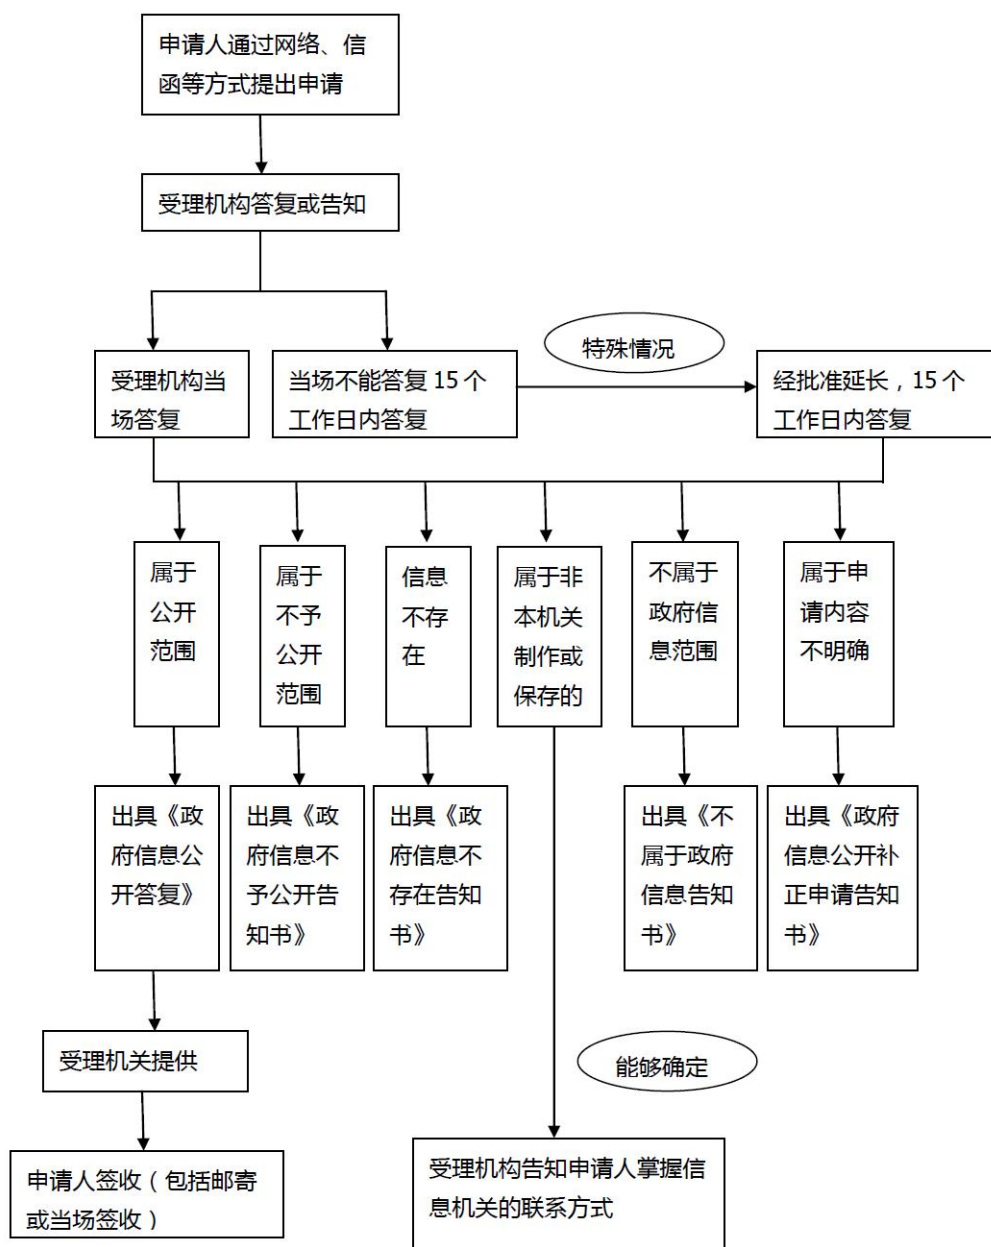 申请人通过网络、信
函等方式提出申请
受理机构答复或告知
特殊情况
受理机构当
场答复
当场不能答复 15 个
工作日内答复
经批准延长，15 个
工作日内答复
属于
公开
范围
属于
不予
公开
范围
信息
不存
在
属于非
本机关
制作或
保存的
不属于
政府信
息范围
属于申
请内容
不明确
出具《政
府信息公
开答复》
出具《政
府信息不
予公开告
知书》
出具《政
府信息不
存在告知
书》
出具《不
属于政府
信息告知
书》
出具《政府
信息公开补
正申请告知
书》
受理机关提供
能够确定
申请人签收（包括邮寄
或当场签收）
受理机构告知申请人掌握信
息机关的联系方式